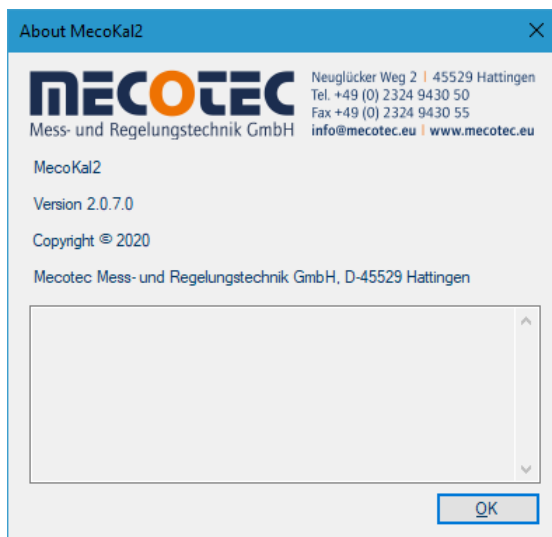 About MecoKal2
MECOTEC
Mess- und Regelungstechnik GmbH
Neuglücker Weg 2 | 45529 Hattingen
Tel. +49 (0) 2324 9430 50
Fax +49 (0) 2324 9430 55
info@mecotec.eu | www.mecotec.eu
MecoKal2
Version 2.0.7.0
Copyright © 2020
Mecotec Mess- und Regelungstechnik GmbH, D-45529 Hattingen
OK